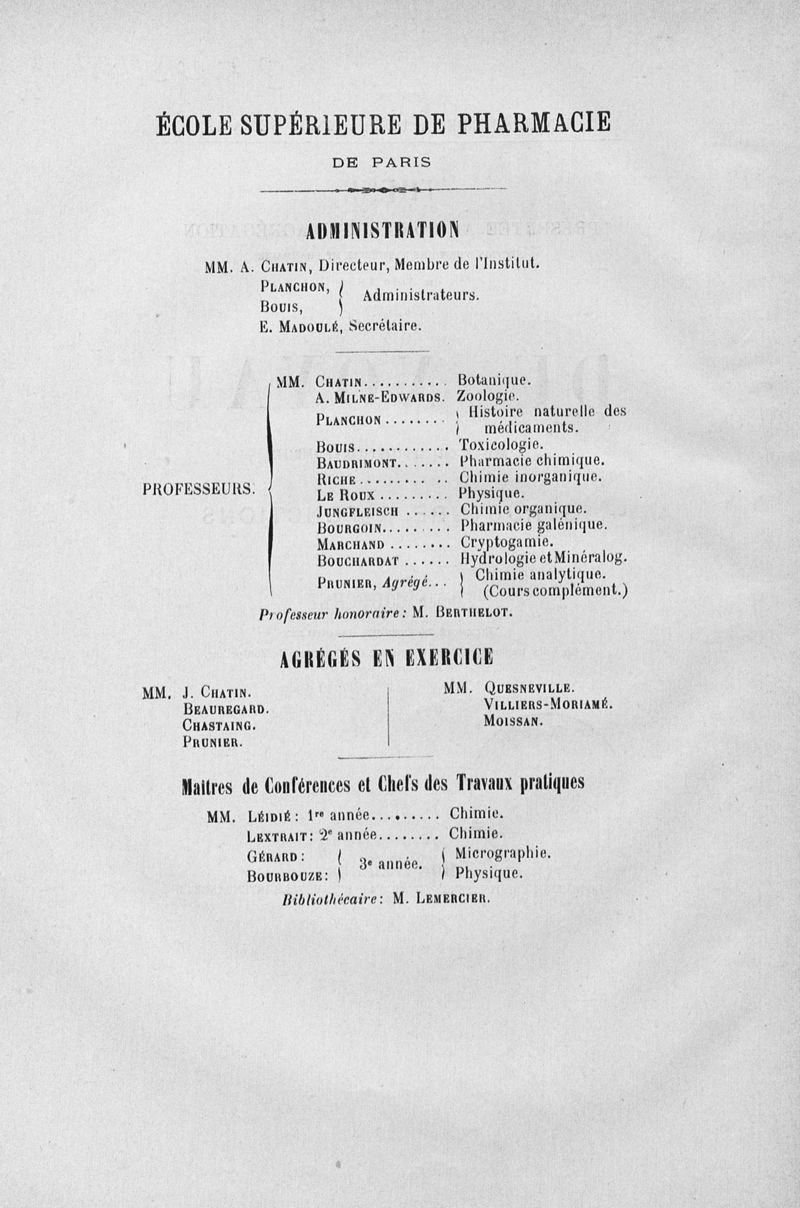 ÉCOLE SUPÉRIEURE DE PHARMACIE
DE PARIS
ADMINISTRATION
MM. A. CHATIN, Directeur, Membre de l'Institut.
PLANCHON,
BOUIS,
Administrateurs.
E. MADOULÉ, Secrétaire.
PROFESSEURS.
MM. CHATIN........... Botanique.
A. MILNE-EDWARDS. Zoologie.
PLANCHON........ Histoire naturelle des
médicaments.
BOUIS............ Toxicologie.
BAUDRIMONT....... Pharmacie chimique.
RICHE........... Chimie inorganique.
LE ROUX......... Physique.
JUNGFLEISCH...... Chimie organique.
BOURGOIN......... Pharmacie galénique.
MARCHAND........ Cryptogamie.
BOUCHARDAT...... Hydrologie et Minéralog.
PRUNIER, Agrégé... Chimie analytique.
(Cours complément.)
Professeur honoraire: M. BERTHELOT.
AGRÉGÉS EN EXERCICE
MM. J. CHATIN.
BEAUREGARD.
CHASTAING.
PRUNIER.
MM. QUESNEVILLE.
VILLIERS-MORIAMÉ.
MOISSAN.
Maîtres de Conférences et Chefs des Travaux pratiques
MM. LÉIDIÉ: 1re année......... Chimie.
LEXTRAIT: 2e année........ Chimie.
GÉRARD:
BOURBOUZE:
3e année.
Micrographie.
Physique.
Bibliothécaire: M. LEMERCIER.